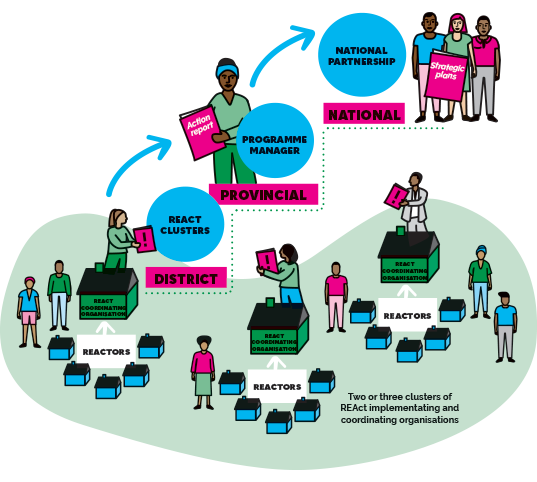 NATIONAL
PARTNERSHIP
Strategic
plans
NATIONAL
Action
report
PROGRAMME
MANAGER
PROVINCIAL
REACT
CLUSTERS
!
DISTRICT
REACT
COORDINATING
ORGANISATION
REACTORS
!
REACT
COORDINATING
ORGANISATION
REACTORS
!
REACT
COORDINATING
ORGANISATION
REACTORS
Two or three clusters of
REAct implementating and
coordinating organisations